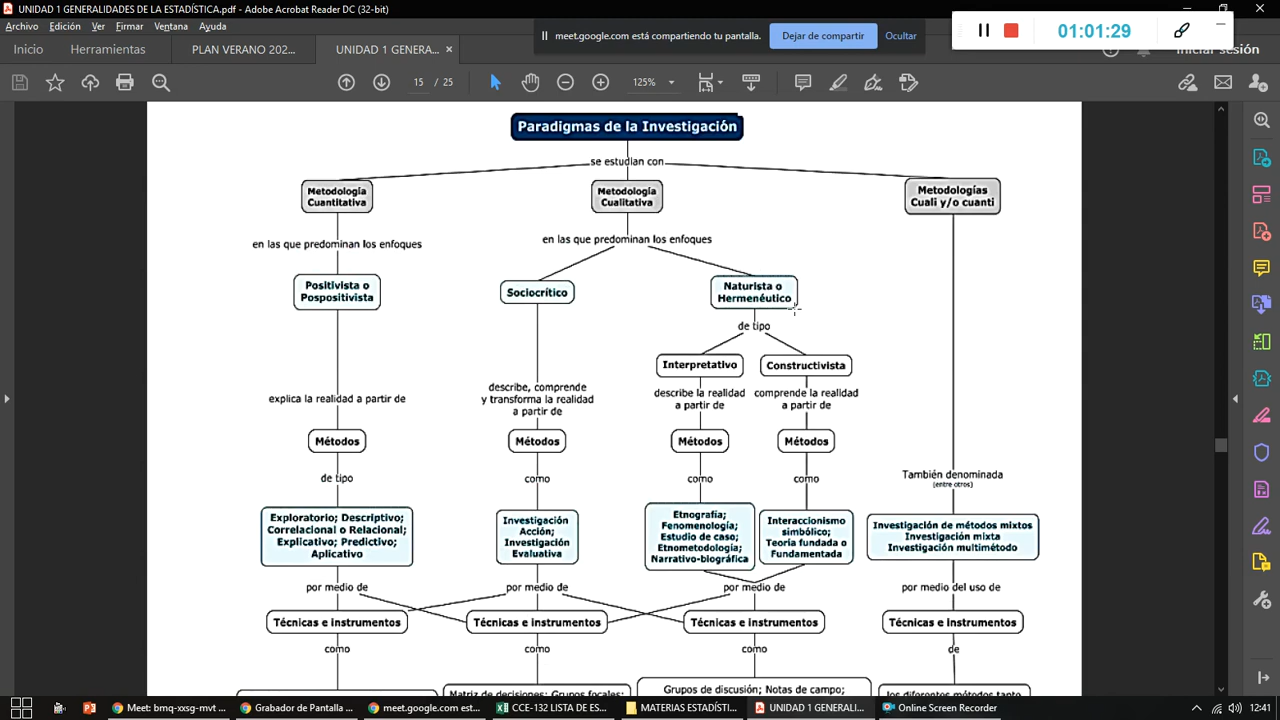 UNIDAD 1 GENERALIDADES DE LA ESTADÍSTICA.pdf - Adobe Acrobat Reader DC (32-bit)
Archivo Edición Ver Firmar Ventana Ayuda
meet.google.com está compartiendo tu pantalla.
Dejar de compartir
Ocultar
01:01:29
Inicio
Herramientas
PLAN VERANO 202...
UNIDAD 1 GENERA...
Iniciar sesión
15 / 25
125%
Paradigmas de la Investigación
se estudian con
Metodología
Cuantitativa
Metodología
Cualitativa
Metodologías
Cuali y/o cuanti
en las que predominan los enfoques
en las que predominan los enfoques
Positivista o
Pospositivista
Sociocrítico
Naturista o
Hermenéutico
de tipo
Interpretativo
Constructivista
explica la realidad a partir de
describe, comprende
y transforma la realidad
a partir de
describe la realidad
a partir de
comprende la realidad
a partir de
Métodos
Métodos
Métodos
Métodos
de tipo
como
como
como
También denominada
(entre otros)
Exploratorio; Descriptivo;
Correlacional o Relacional;
Explicativo; Predictivo;
Aplicativo
Investigación
Acción;
Investigación
Evaluativa
Etnografía;
Fenomenología;
Estudio de caso;
Etnometodología;
Narrativo-biográfica
Interaccionismo
simbólico;
Teoría fundada o
Fundamentada
Investigación de métodos mixtos
Investigación mixta
Investigación multimétodo
por medio de
por medio de
por medio de
por medio del uso de
Técnicas e instrumentos
Técnicas e instrumentos
Técnicas e instrumentos
Técnicas e instrumentos
como
como
como
de
Matriz de decisiones; Grupos focales;
Grupos de discusión; Notas de campo;
los diferentes métodos tanto
Meet: bmq-xxsg-mvt
Grabador de Pantalla ...
meet.google.com est...
CCE-132 LISTA DE ES...
MATERIAS ESTADÍSTI...
UNIDAD 1 GENERALI...
Online Screen Recorder
12:41